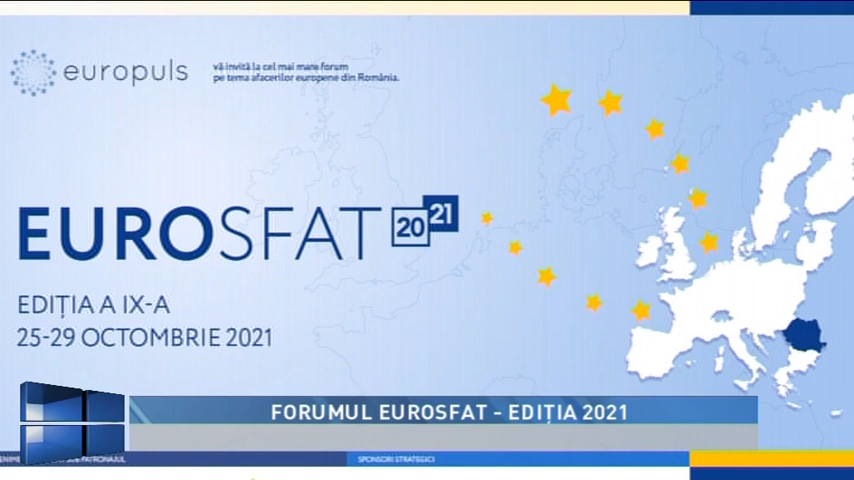 europuls
vă invită la cel mai mare forum
pe tema afacerilor europene din România.
EUROSFAT 20 21
EDIȚIA A IX-A
25-29 OCTOMBRIE 2021
FORUMUL EUROSFAT - EDIȚIA 2021
PATRONAJUL
SPONSORI STRATEGICI